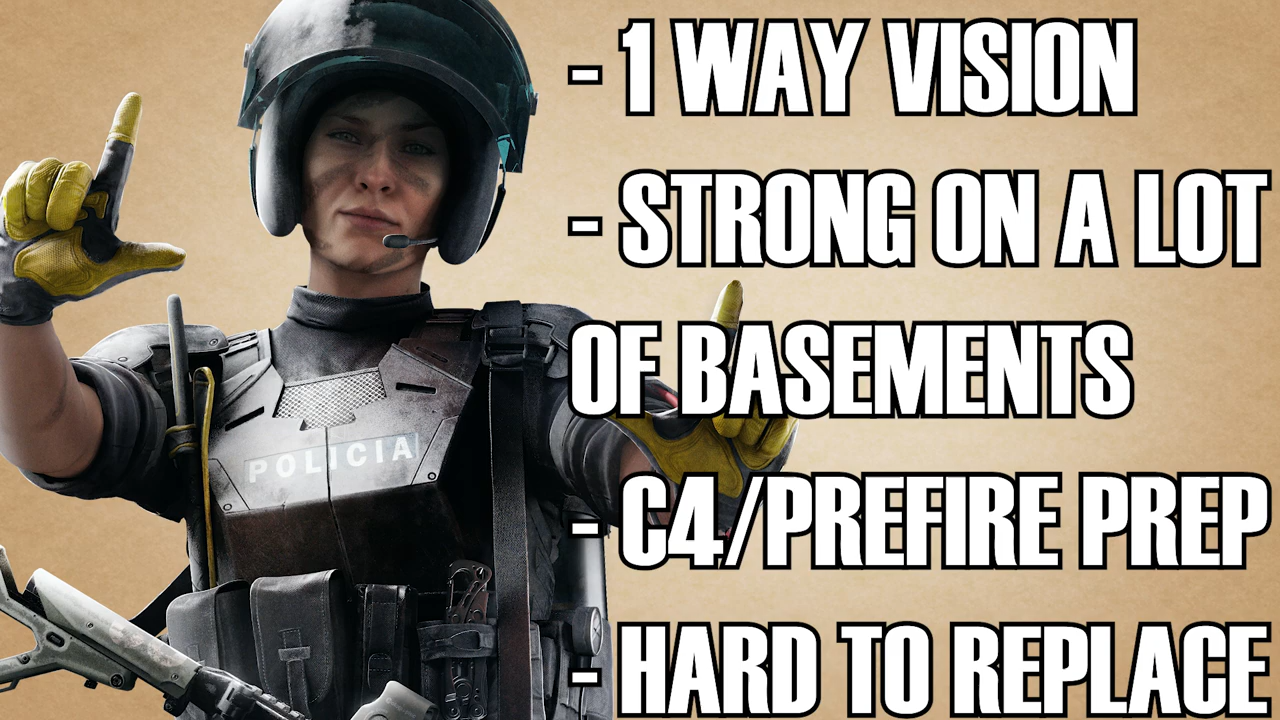 - 1 WAY VISION
- STRONG ON A LOT
OF BASEMENTS
- C4/PREFIRE PREP
- HARD TO REPLACE
POLICIA